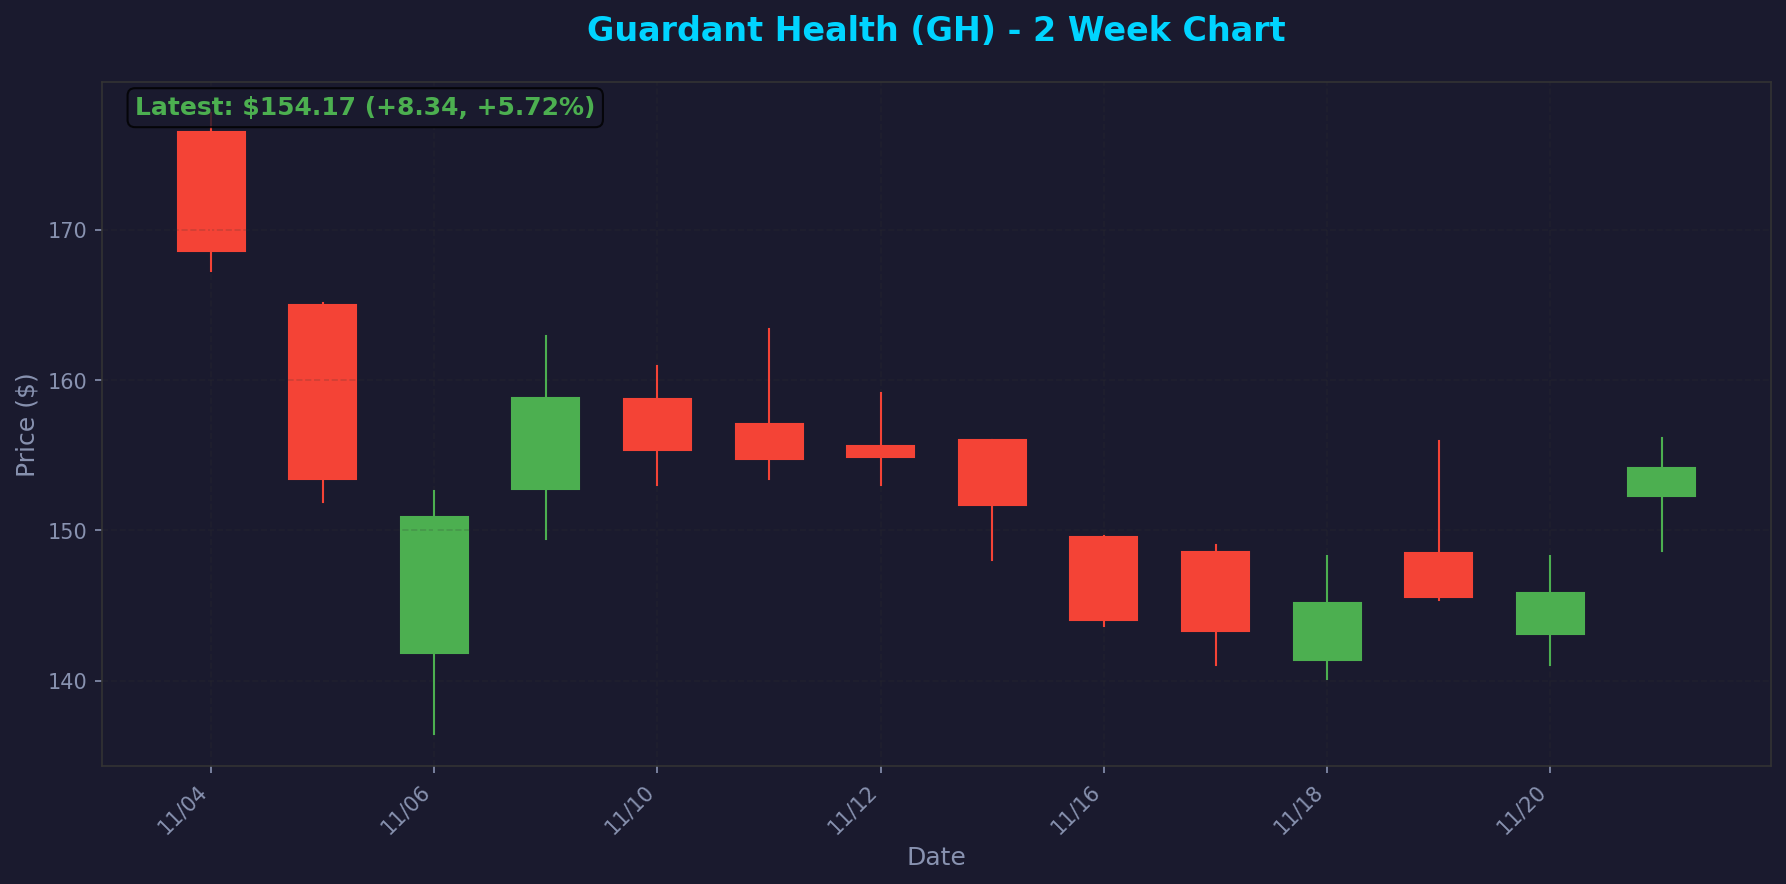 Guardant Health (GH) - 2 Week Chart
Latest: $154.17 (+8.34, +5.72%)
Price ($)
170
160
150
140
11/04
11/06
11/10
11/12
11/16
11/18
11/20
Date